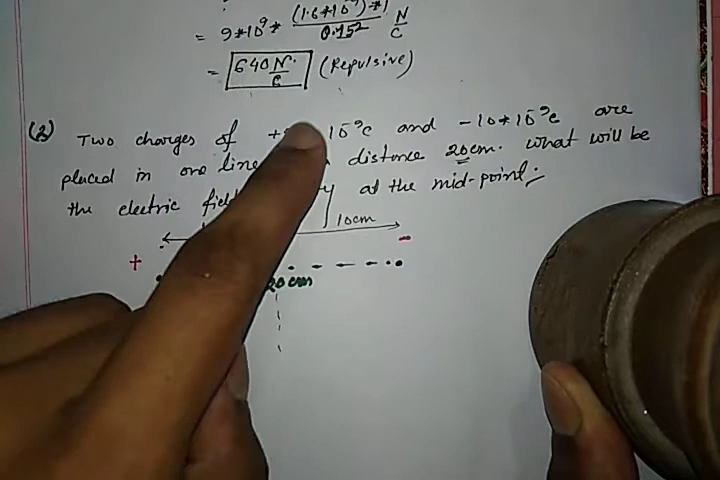 = 9*10⁹* (1.6*10⁻⁹)*1 / 0.15² N/C
= 640 N/C (Repulsive)
(2) Two charges of + 10⁻⁹c and -10*10⁻⁹c are
placed in one line distance 20cm. what will be
the electric at the mid-point:-
10cm
+ -
20cm